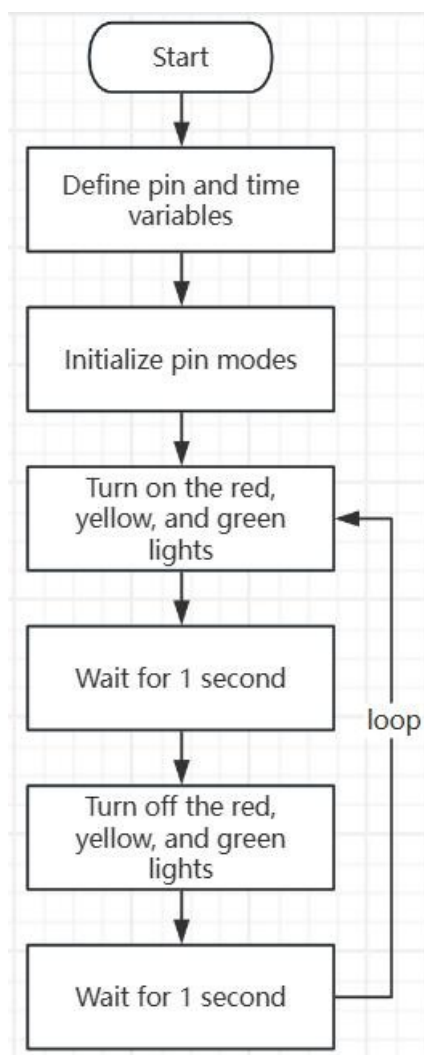 Start
Define pin and time
variables
Initialize pin modes
Turn on the red,
yellow, and green
lights
Wait for 1 second
loop
Turn off the red,
yellow, and green
lights
Wait for 1 second